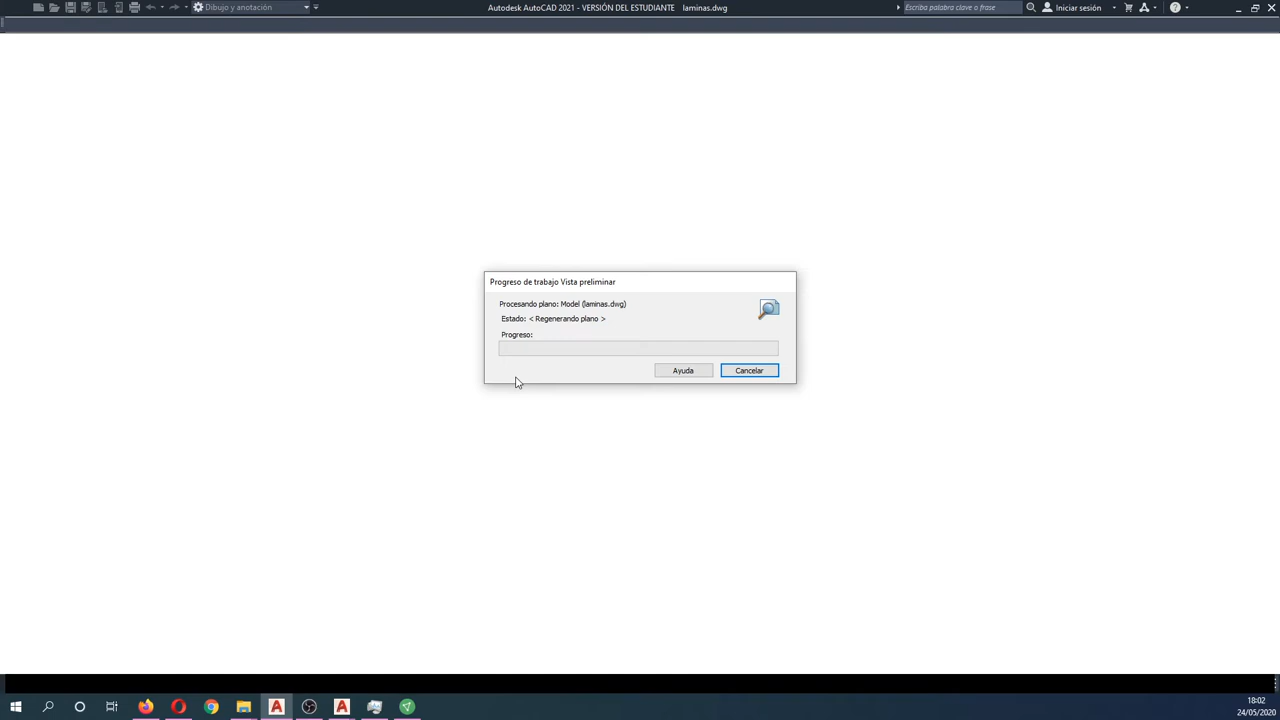 Dibujo y anotación
Autodesk AutoCAD 2021 - VERSIÓN DEL ESTUDIANTE laminas.dwg
Escriba palabra clave o frase
Iniciar sesión
Progreso de trabajo Vista preliminar
Procesando plano: Model (laminas.dwg)
Estado: < Regenerando plano >
Progreso:
Ayuda
Cancelar
18:02
24/05/2020